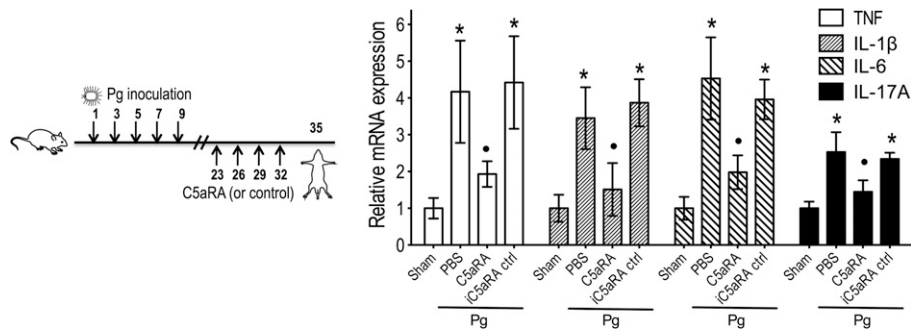 Pg inoculation
1 3 5 7 9
35
23 26 29 32
C5aRA (or control)
Relative mRNA expression
6
5
4
3
2
1
0
* * * * * * * *
• • • •
TNF
IL-1β
IL-6
IL-17A
Sham PBS C5aRA iC5aRA ctrl Sham PBS C5aRA iC5aRA ctrl Sham PBS C5aRA iC5aRA ctrl Sham PBS C5aRA iC5aRA ctrl
Pg Pg Pg Pg